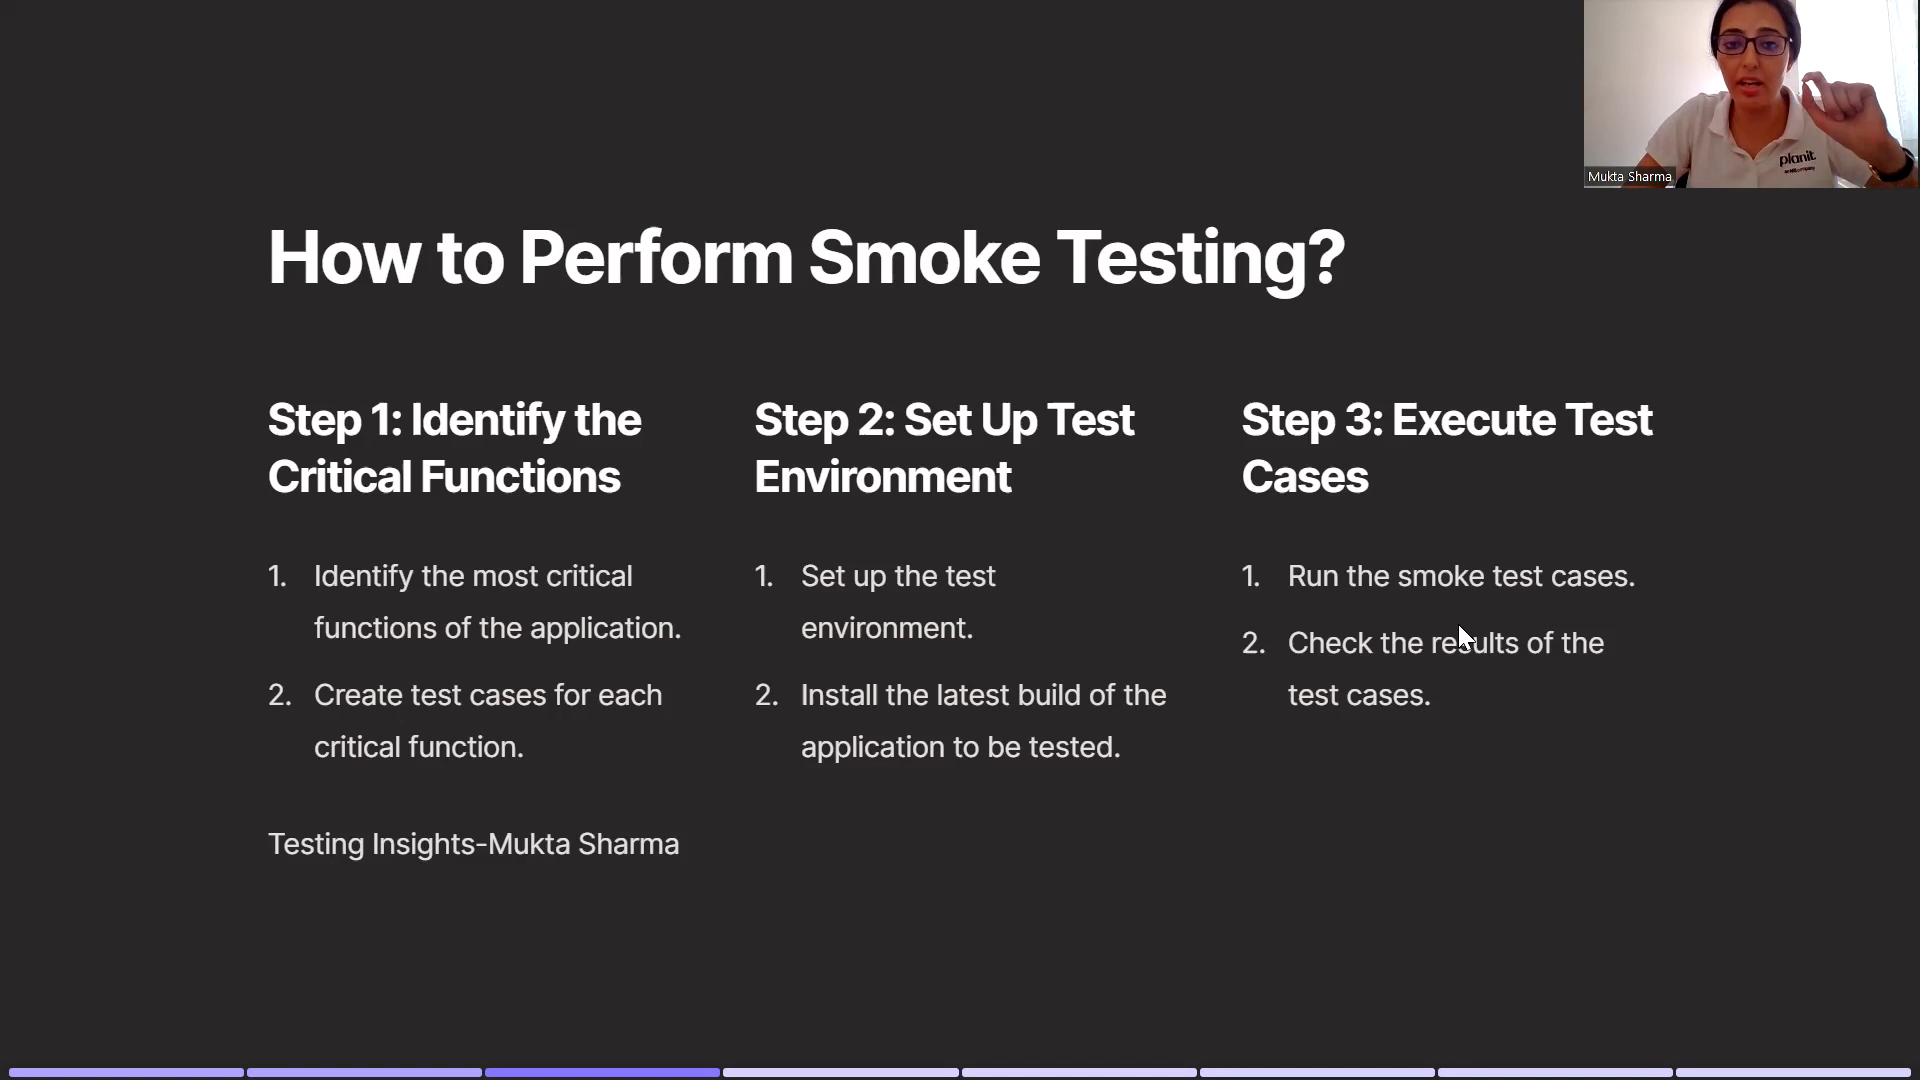 planit
Mukta Sharma
How to Perform Smoke Testing?
Step 1: Identify the
Critical Functions
1. Identify the most critical
functions of the application.
2. Create test cases for each
critical function.
Step 2: Set Up Test
Environment
1. Set up the test
environment.
2. Install the latest build of the
application to be tested.
Step 3: Execute Test
Cases
1. Run the smoke test cases.
2. Check the results of the
test cases.
Testing Insights-Mukta Sharma